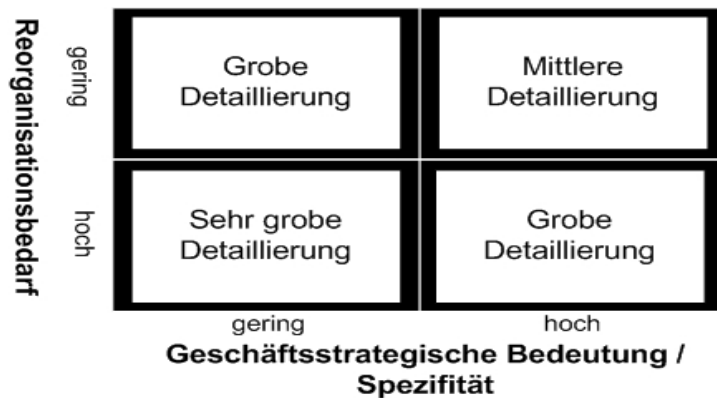 Reorganisationsbedarf
gering
Grobe
Detaillierung
Mittlere
Detaillierung
hoch
Sehr grobe
Detaillierung
Grobe
Detaillierung
gering
hoch
Geschäftsstrategische Bedeutung /
Spezifität